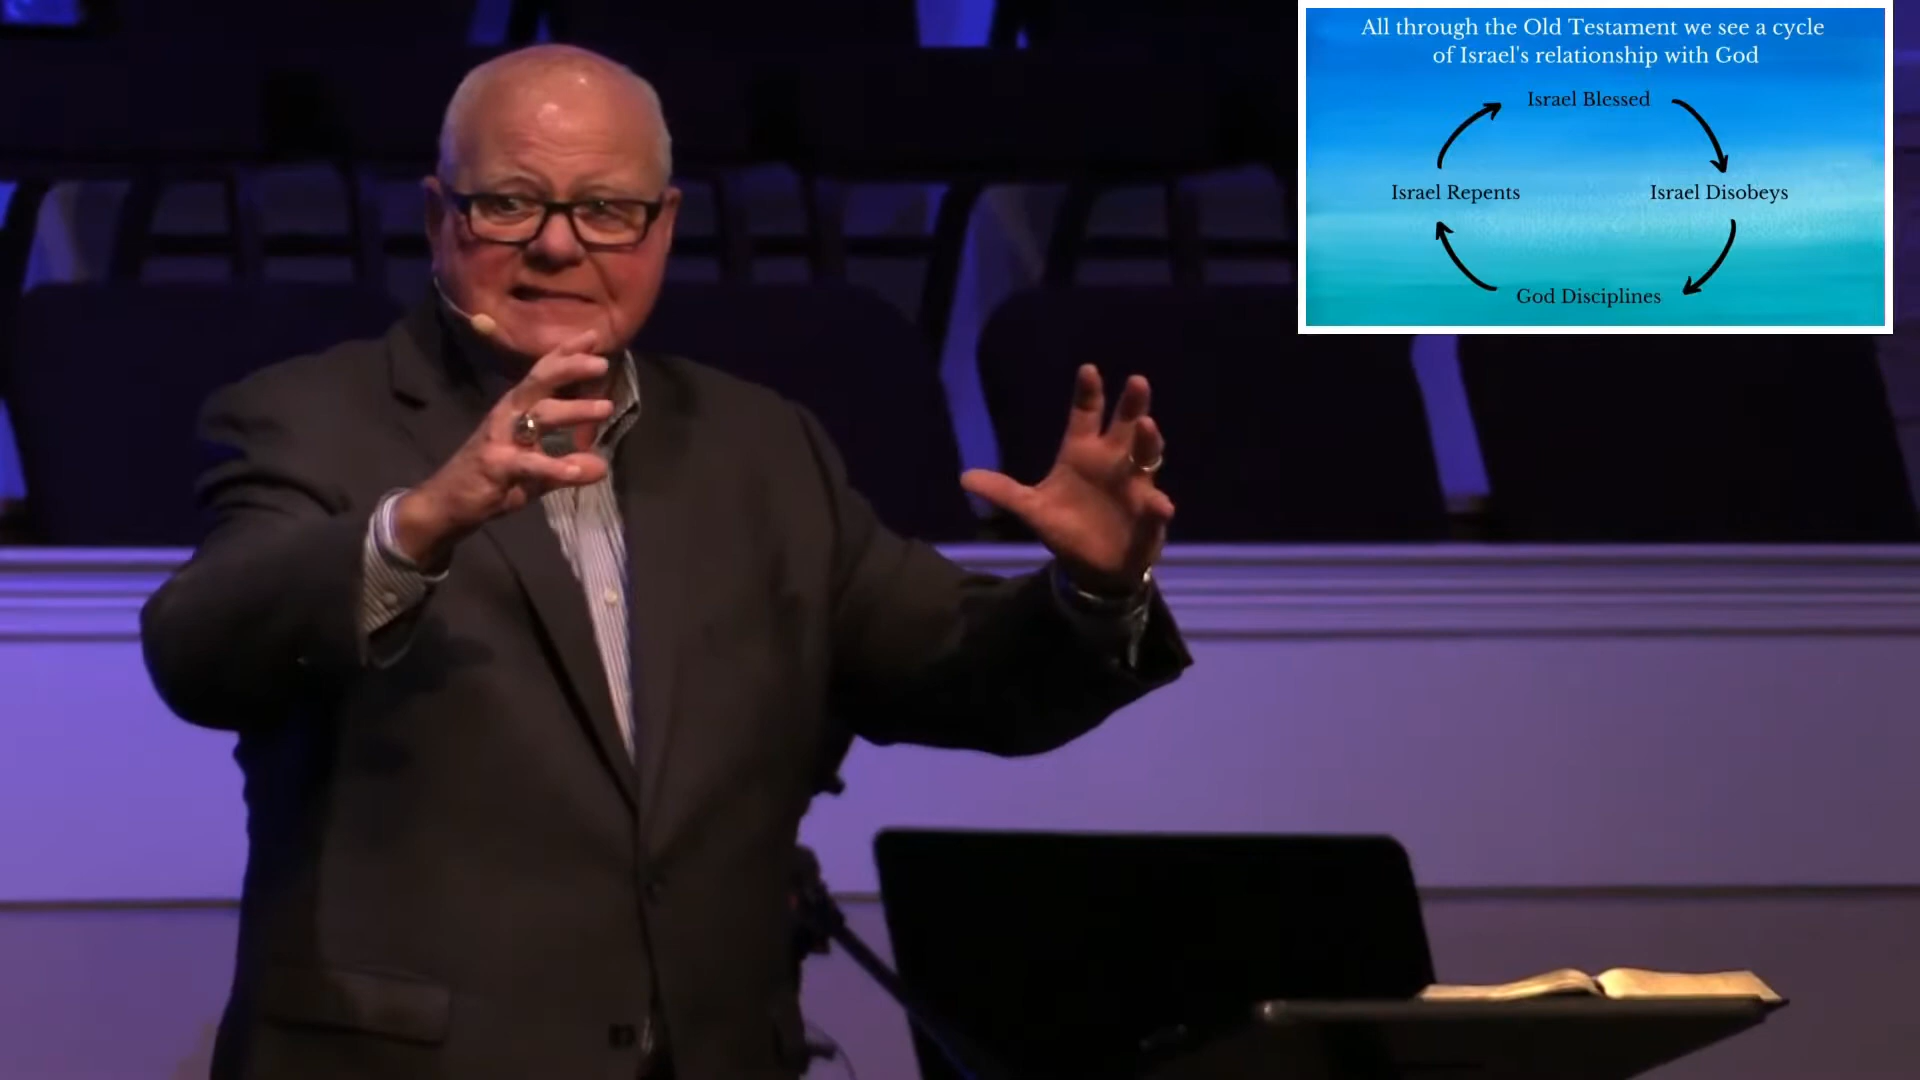 All through the Old Testament we see a cycle
of Israel's relationship with God
Israel Blessed
Israel Repents
Israel Disobeys
God Disciplines